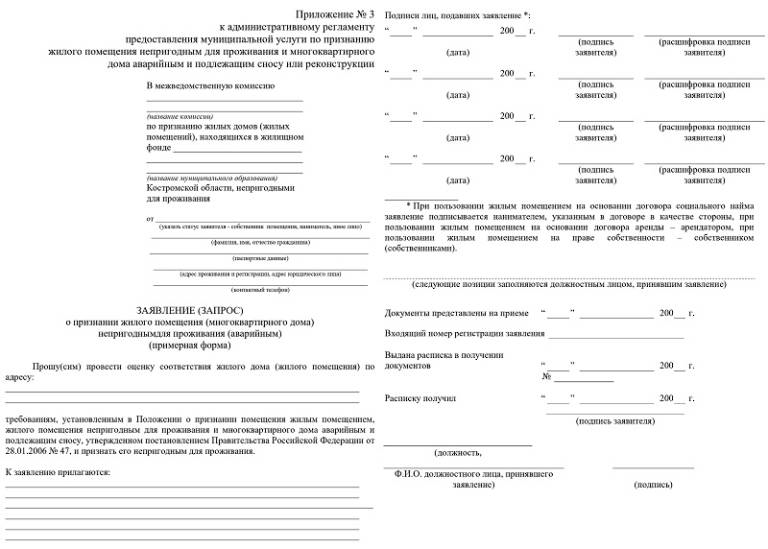 Приложение № 3
к административному регламенту
предоставления муниципальной услуги по признанию
жилого помещения непригодным для проживания и многоквартирного
дома аварийным и подлежащим сносу или реконструкции
В межведомственную комиссию
(название комиссии)
по признанию жилых домов (жилых
помещений), находящихся в жилищном
фонде
(название муниципального образования)
Костромской области, непригодными
для проживания
от
(указать статус заявителя - собственник помещения, наниматель, иное лицо)
(фамилия, имя, отчество гражданина)
(паспортные данные)
(адрес проживания и регистрации, адрес юридического лица)
(контактный телефон)
ЗАЯВЛЕНИЕ (ЗАПРОС)
о признании жилого помещения (многоквартирного дома)
непригоднымдля проживания (аварийным)
(примерная форма)
Прошу(сим) провести оценку соответствия жилого дома (жилого помещения) по
адресу:
требованиям, установленным в Положении о признании помещения жилым помещением,
жилого помещения непригодным для проживания и многоквартирного дома аварийным и
подлежащим сносу, утвержденном постановлением Правительства Российской Федерации от
28.01.2006 № 47, и признать его непригодным для проживания.
К заявлению прилагаются:
Подписи лиц, подавших заявление *:
“ ” 200 г.
(дата) (подпись заявителя) (расшифровка подписи заявителя)
“ ” 200 г.
(дата) (подпись заявителя) (расшифровка подписи заявителя)
“ ” 200 г.
(дата) (подпись заявителя) (расшифровка подписи заявителя)
“ ” 200 г.
(дата) (подпись заявителя) (расшифровка подписи заявителя)
* При пользовании жилым помещением на основании договора социального найма
заявление подписывается нанимателем, указанным в договоре в качестве стороны, при
пользовании жилым помещением на основании договора аренды – арендатором, при
пользовании жилым помещением на праве собственности – собственником
(собственниками).
(следующие позиции заполняются должностным лицом, принявшим заявление)
Документы представлены на приеме “ ” 200 г.
Входящий номер регистрации заявления
Выдана расписка в получении
документов “ ” 200 г.
№
Расписку получил “ ” 200 г.
(подпись заявителя)
(должность,
Ф.И.О. должностного лица, принявшего
заявление) (подпись)